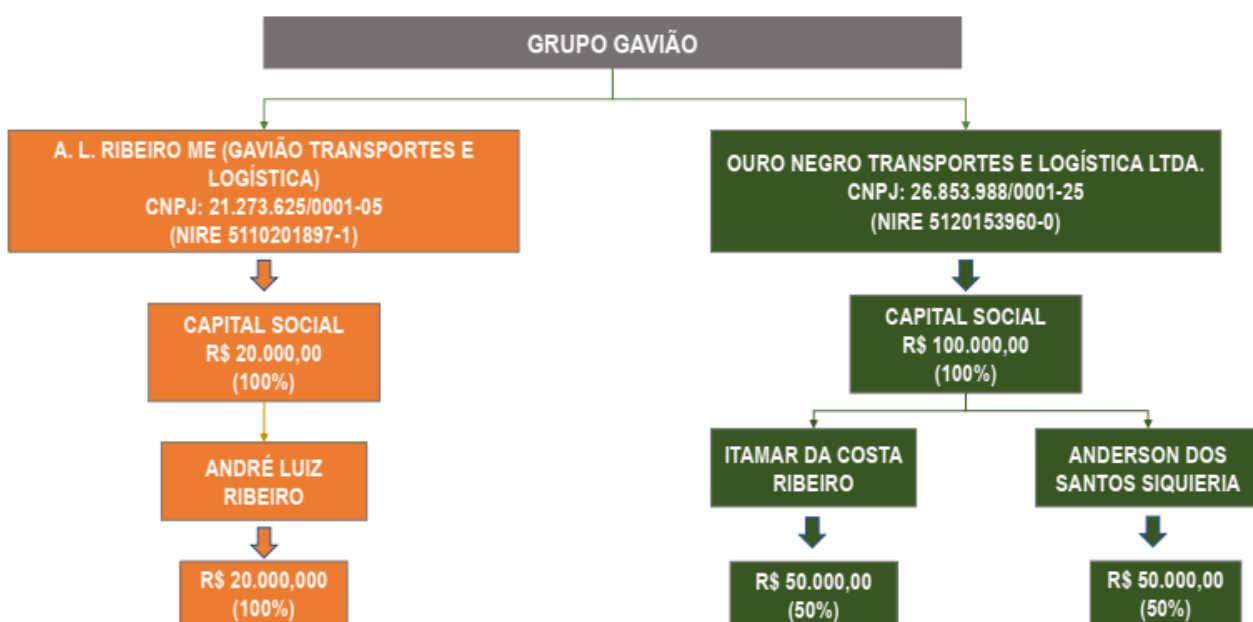 GRUPO GAVIÃO
A. L. RIBEIRO ME (GAVIÃO TRANSPORTES E
LOGÍSTICA)
CNPJ: 21.273.625/0001-05
(NIRE 5110201897-1)
CAPITAL SOCIAL
R$ 20.000,00
(100%)
ANDRÉ LUIZ
RIBEIRO
R$ 20.000,000
(100%)
OURO NEGRO TRANSPORTES E LOGÍSTICA LTDA.
CNPJ: 26.853.988/0001-25
(NIRE 5120153960-0)
CAPITAL SOCIAL
R$ 100.000,00
(100%)
ITAMAR DA COSTA
RIBEIRO
R$ 50.000,00
(50%)
ANDERSON DOS
SANTOS SIQUIERIA
R$ 50.000,00
(50%)